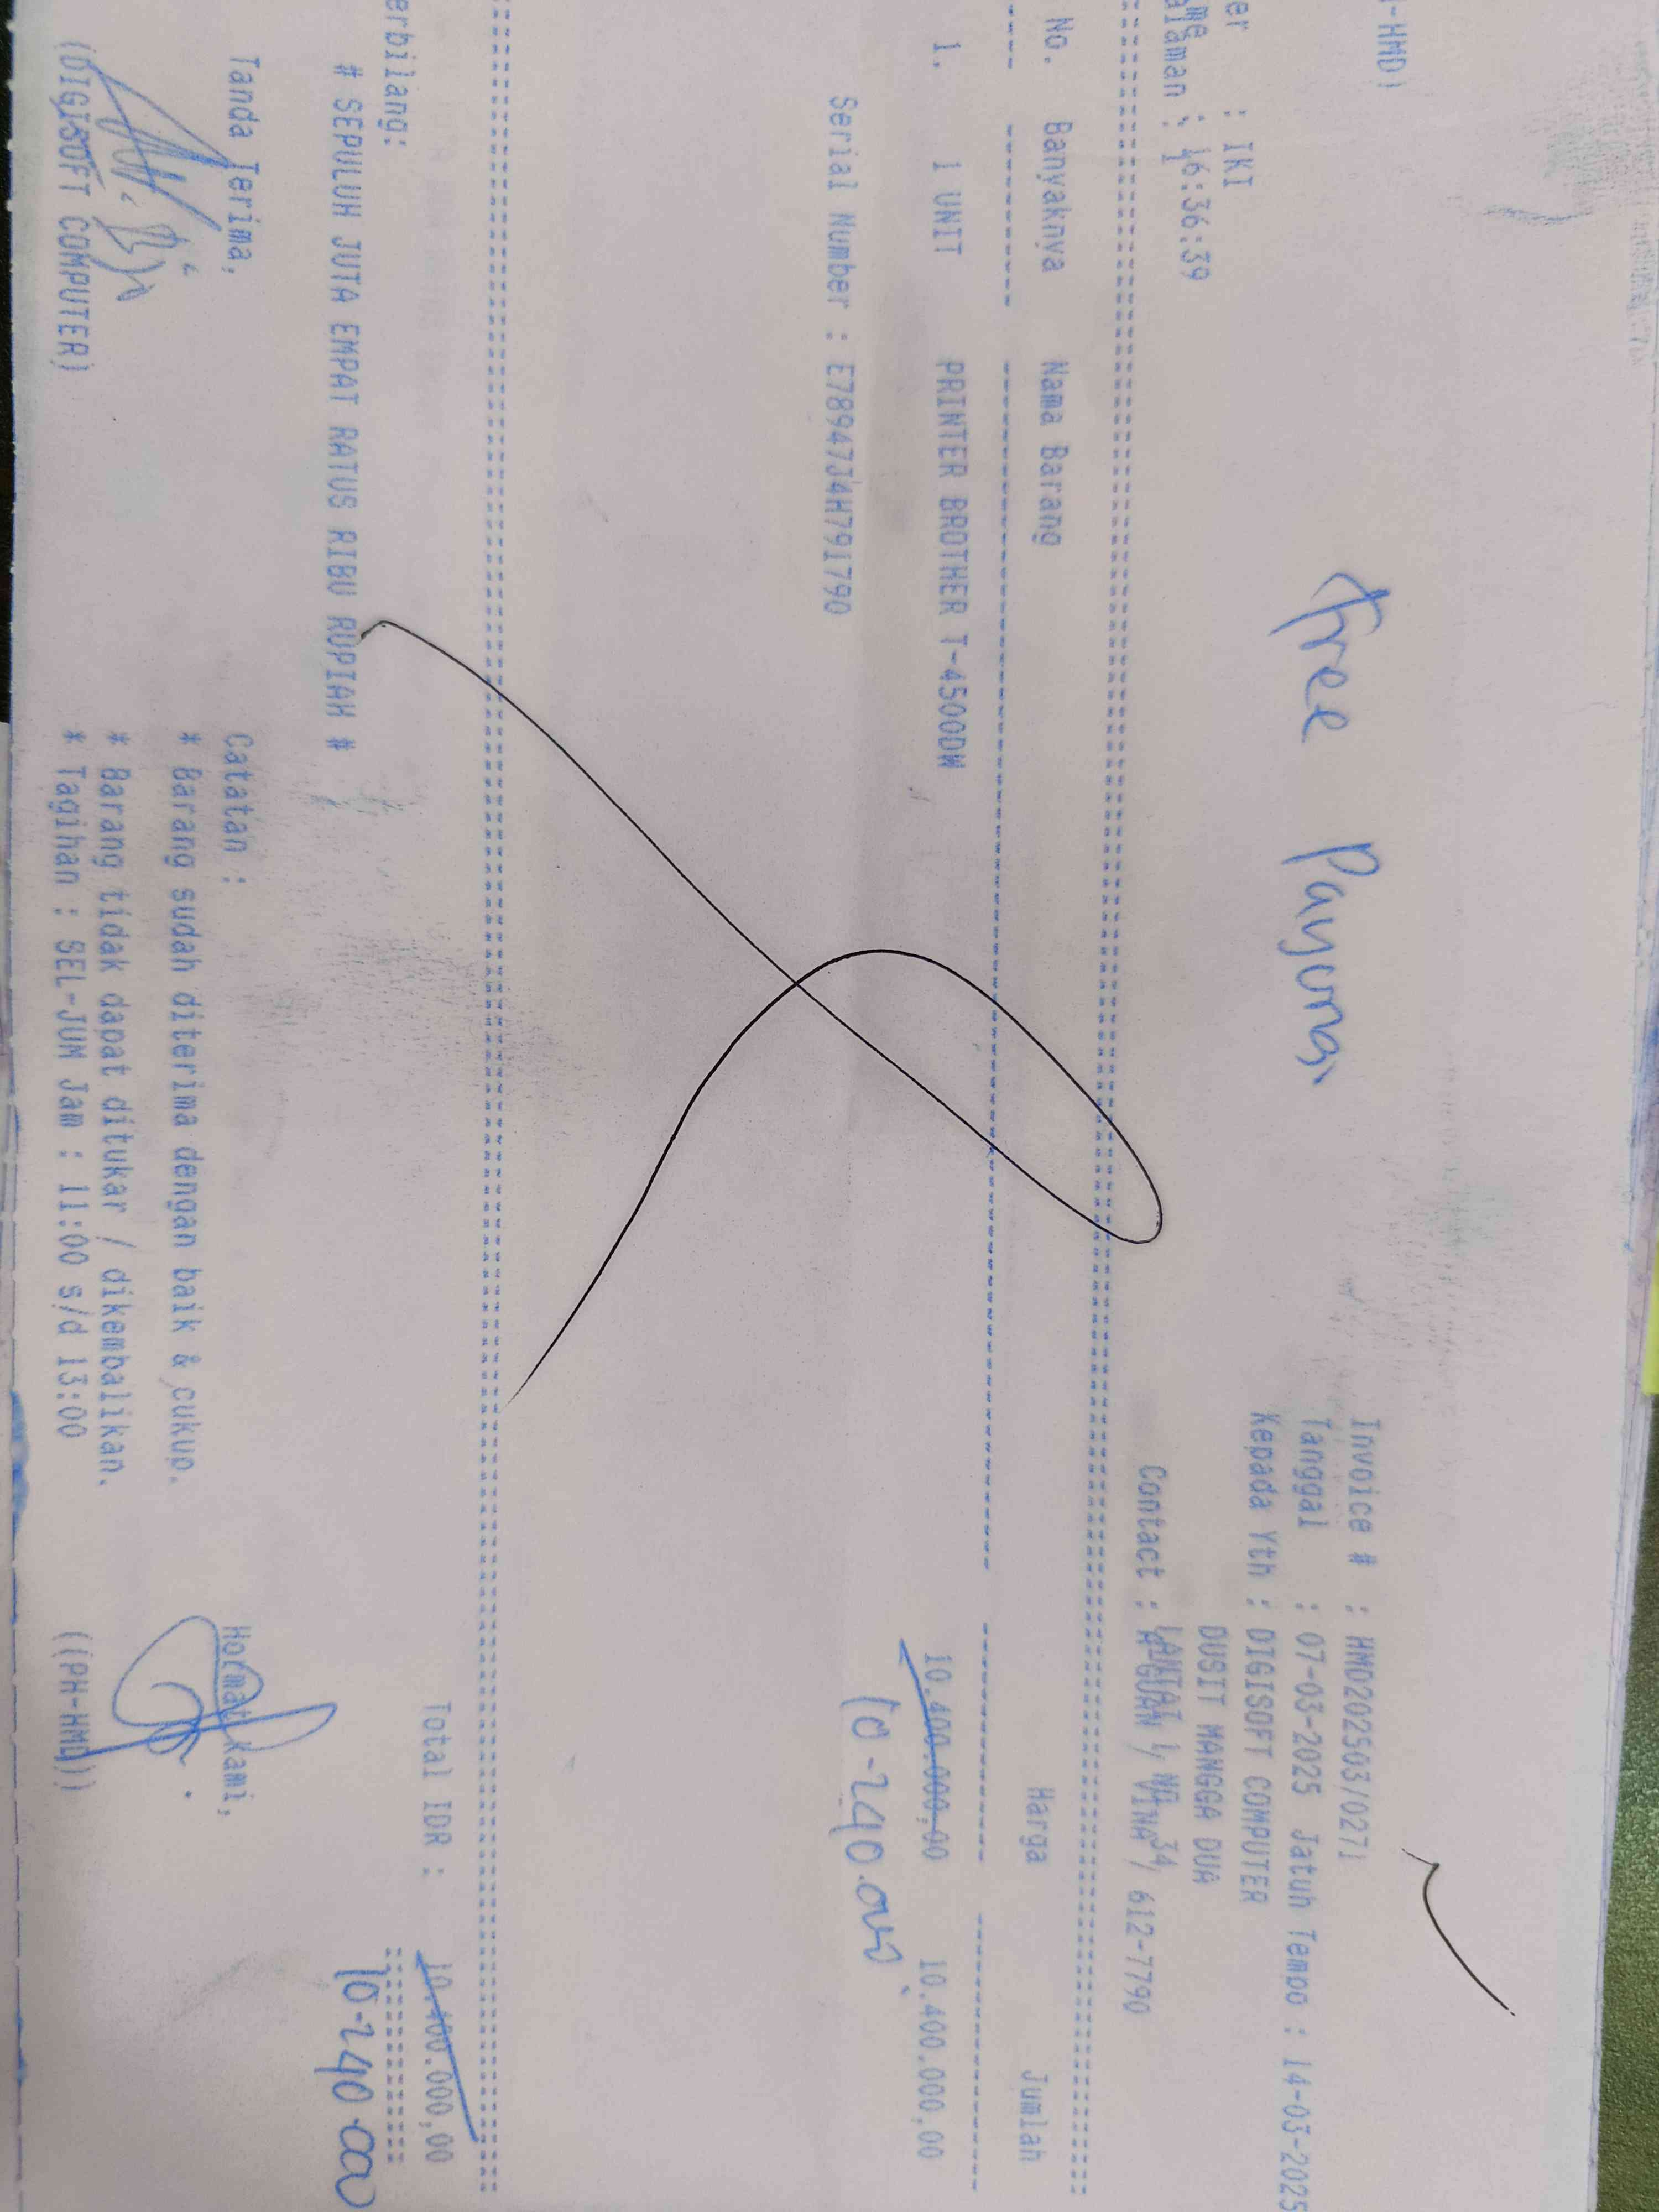 -HMD)
Free Payung
Invoice # : HMD202503/0271
Tanggal : 07-03-2025 Jatuh Tempo : 14-03-2025
er : IKI
Kepada Yth : DIGISOFT COMPUTER
me : 16:36:39
DUSIT MANGGA DUA
alaman : 1
LANTAI 1, NO 34
Contact : A GUAN / VINA / 612-7790
No. Banyaknya Nama Barang Harga Jumlah
1. 1 UNIT PRINTER BROTHER T-4500DW 10.400.000,00 10.400.000,00
10.240.000
Serial Number : E78947J4H791790
Total IDR : 10.400.000,00
erbilang:
10.240.000
# SEPULUH JUTA EMPAT RATUS RIBU RUPIAH #
Tanda Terima,
Catatan :
Hormat Kami,
* Barang sudah diterima dengan baik & cukup.
* Barang tidak dapat ditukar / dikembalikan.
(DIGISOFT COMPUTER)
* Tagihan : SEL-JUM Jam : 11:00 s/d 13:00
((PH-HMD))